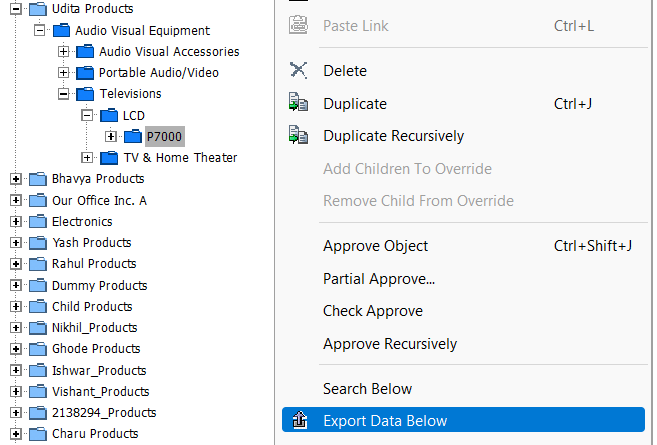 Udita Products
Audio Visual Equipment
Audio Visual Accessories
Portable Audio/Video
Televisions
LCD
P7000
TV & Home Theater
Bhavya Products
Our Office Inc. A
Electronics
Yash Products
Rahul Products
Dummy Products
Child Products
Nikhil_Products
Ghode Products
Ishwar_Products
Vishant_Products
2138294_Products
Charu Products
Paste Link Ctrl+L
Delete
Duplicate Ctrl+J
Duplicate Recursively
Add Children To Override
Remove Child From Override
Approve Object Ctrl+Shift+J
Partial Approve...
Check Approve
Approve Recursively
Search Below
Export Data Below